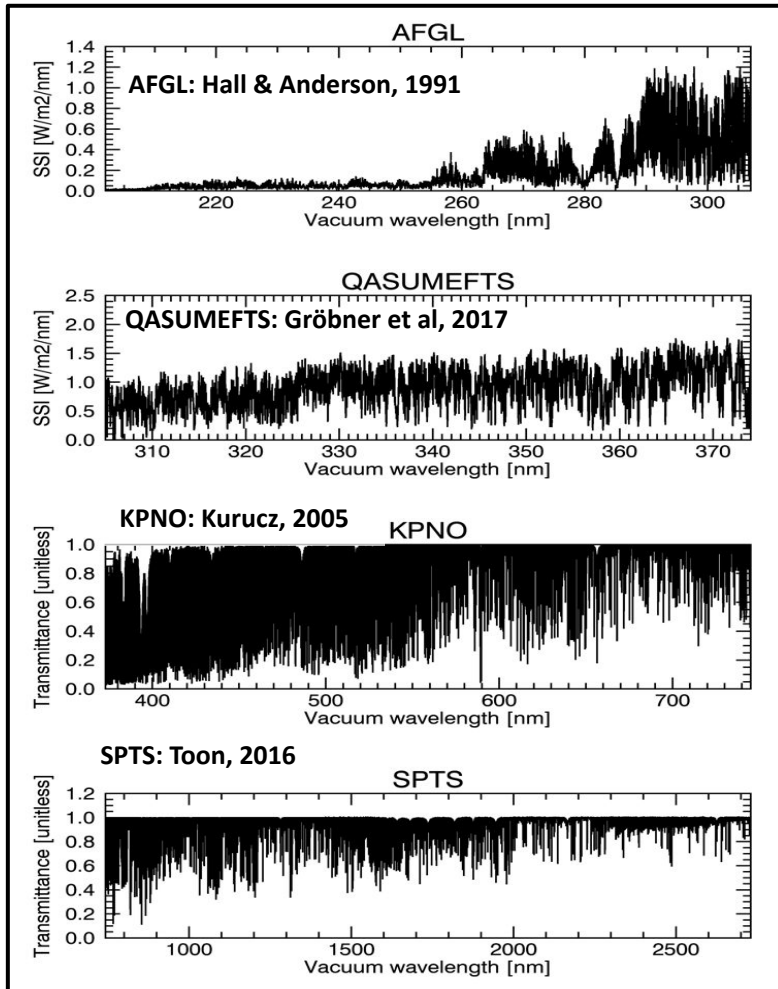 AFGL
AFGL: Hall & Anderson, 1991
SSI [W/m2/nm]
1.4
1.2
1.0
0.8
0.6
0.4
0.2
0.0
220 240 260 280 300
Vacuum wavelength [nm]
QASUMEFTS
QASUMEFTS: Gröbner et al, 2017
SSI [W/m2/nm]
2.5
2.0
1.5
1.0
0.5
0.0
310 320 330 340 350 360 370
Vacuum wavelength [nm]
KPNO: Kurucz, 2005
KPNO
Transmittance [unitless]
1.0
0.8
0.6
0.4
0.2
0.0
400 500 600 700
Vacuum wavelength [nm]
SPTS: Toon, 2016
SPTS
Transmittance [unitless]
1.2
1.0
0.8
0.6
0.4
0.2
0.0
1000 1500 2000 2500
Vacuum wavelength [nm]